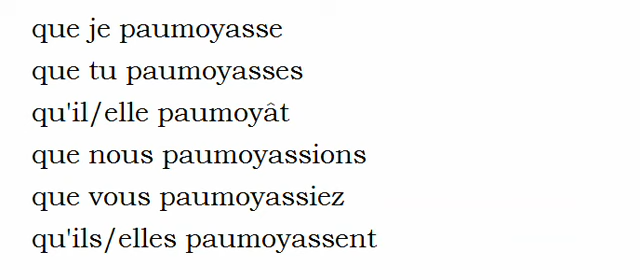 que je paumoyasse
que tu paumoyasses
qu'il/elle paumoyât
que nous paumoyassions
que vous paumoyassiez
qu'ils/elles paumoyassent